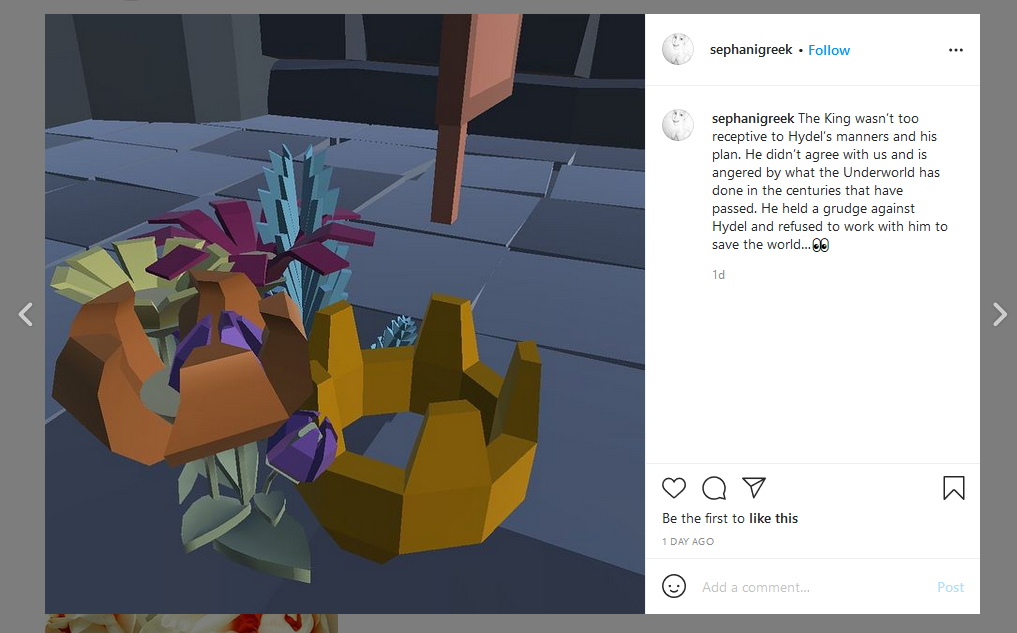 sephanigreek • Follow
sephanigreek The King wasn't too
receptive to Hydel's manners and his
plan. He didn't agree with us and is
angered by what the Underworld has
done in the centuries that have
passed. He held a grudge against
Hydel and refused to work with him to
save the world...👀
1d
Be the first to like this
1 DAY AGO
Add a comment...
Post